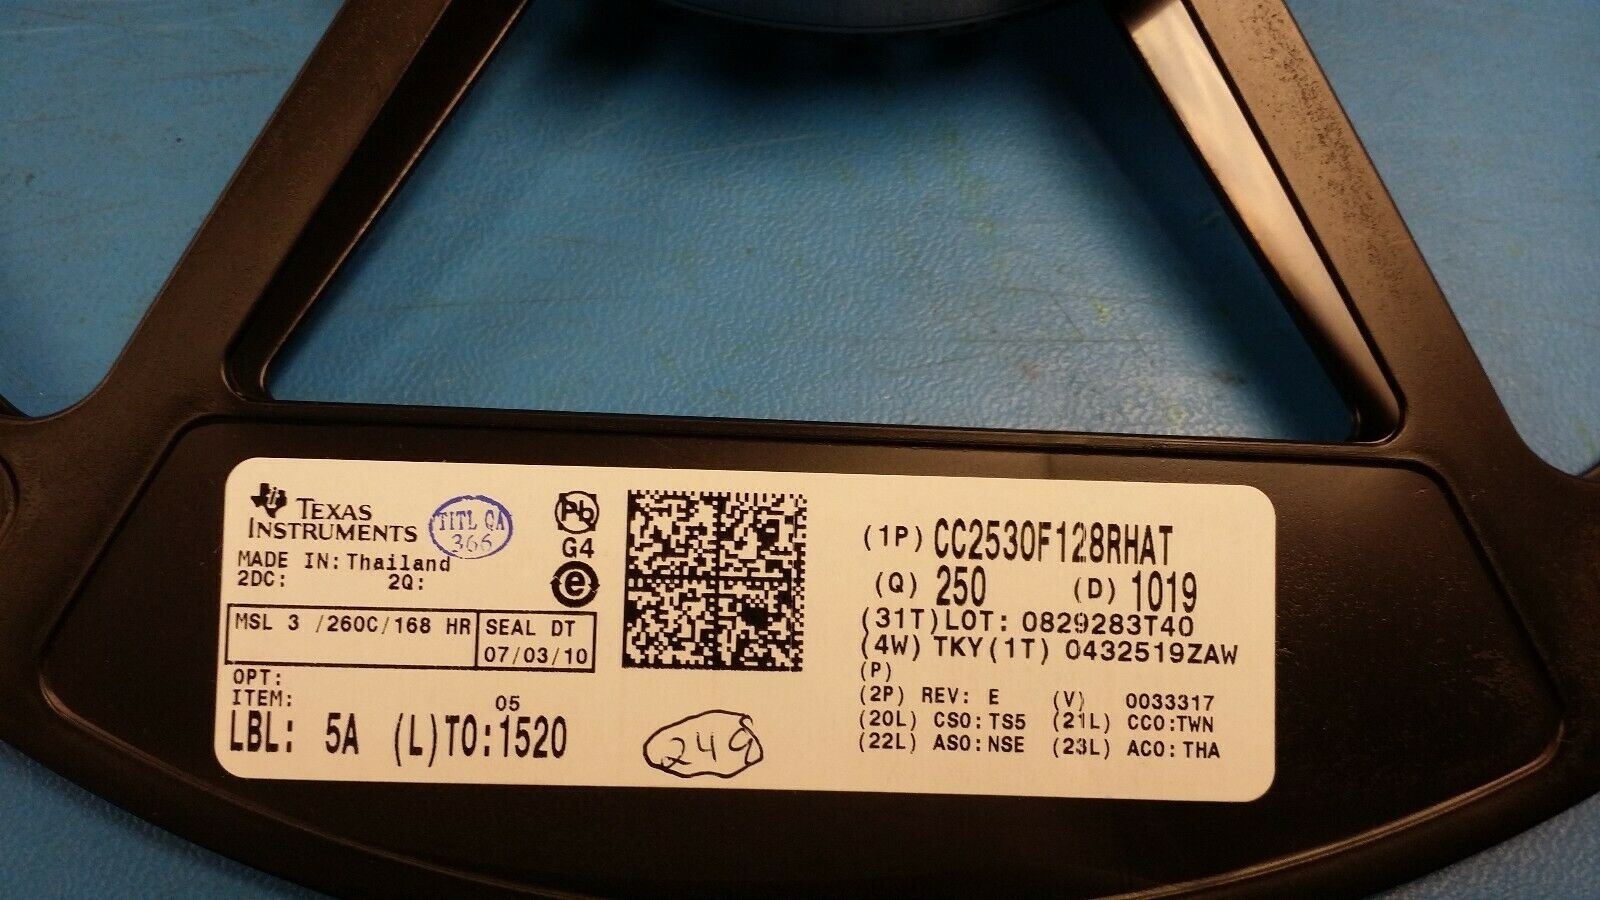 TEXAS
INSTRUMENTS
TITL QA
366
Pb
G4
e
MADE IN: Thailand
2DC: 2Q:
MSL 3 /260C/168 HR
SEAL DT
07/03/10
OPT:
ITEM:
05
LBL: 5A (L)TO:1520
249
(1P) CC2530F128RHAT
(Q) 250 (D) 1019
(31T)LOT: 0829283T40
(4W) TKY(1T) 0432519ZAW
(P)
(2P) REV: E (V) 0033317
(20L) CSO:TS5 (21L) CCO:TWN
(22L) ASO:NSE (23L) ACO:THA